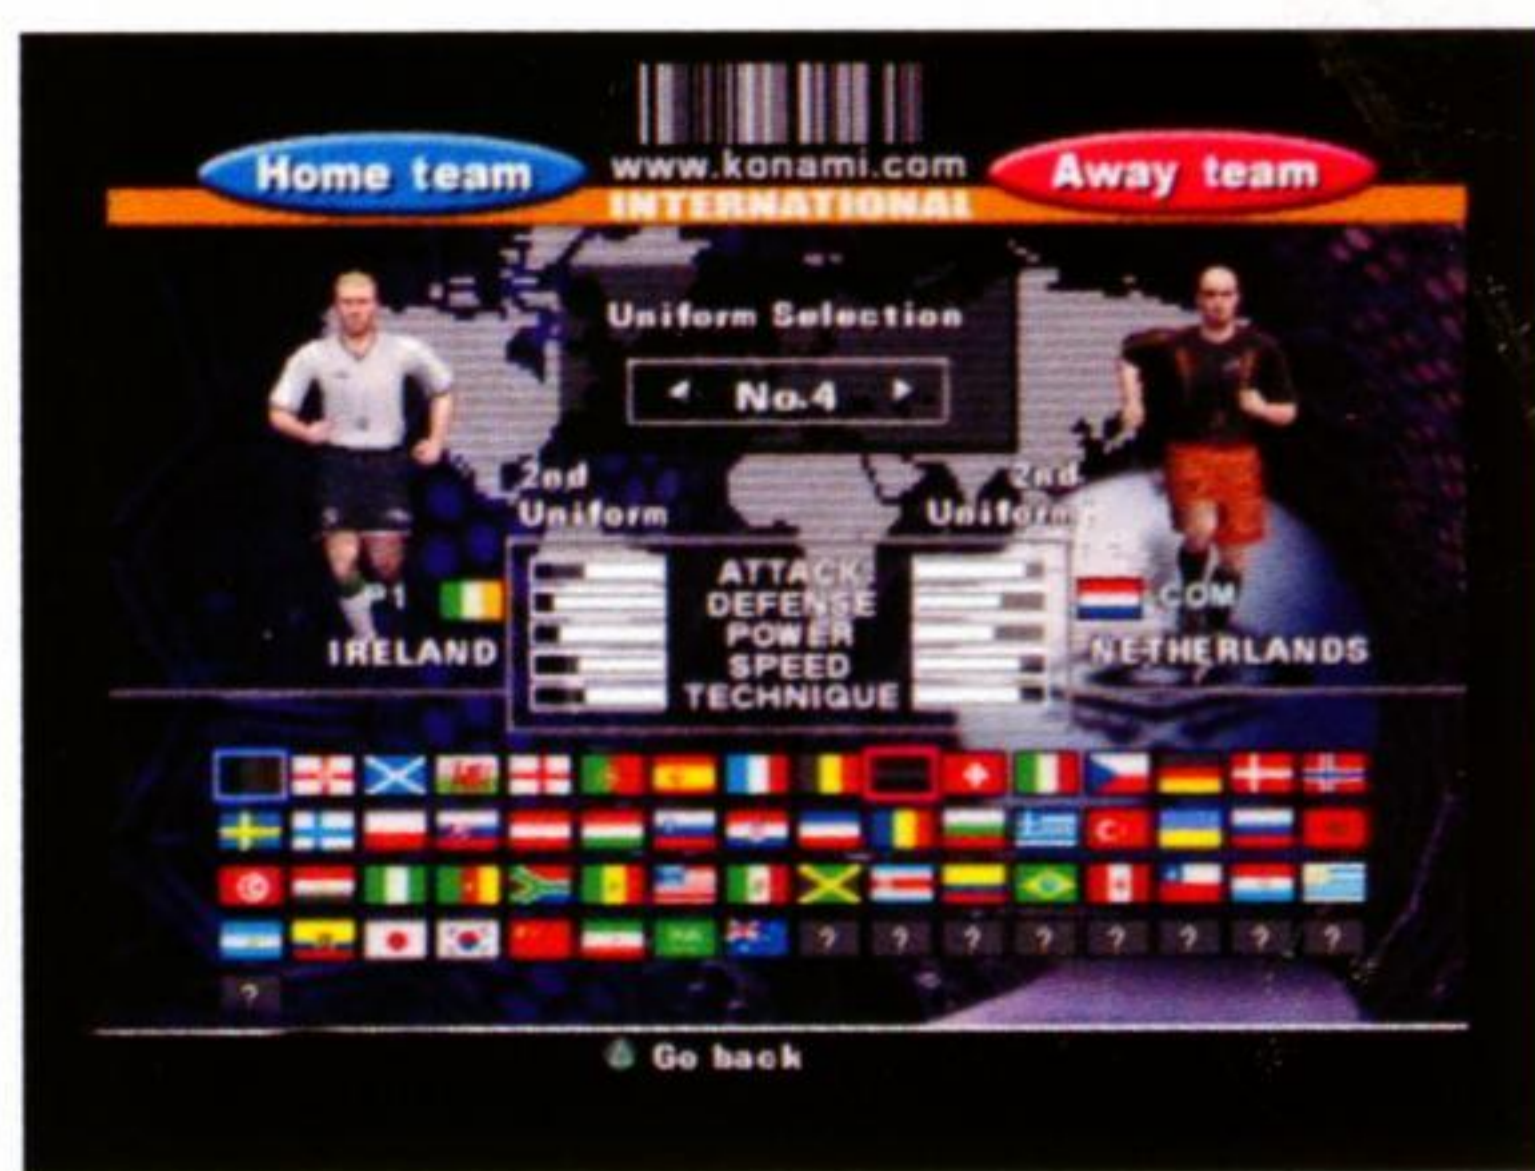 www.konami.com
Home team
Away team
INTERNATIONAL
Uniform Selection
No.4
2nd
Uniform
2nd
Uniform
ATTACK
DEFENSE
POWER
SPEED
TECHNIQUE
P1
IRELAND
COM
NETHERLANDS
? ? ? ? ? ? ? ?
?
Go back